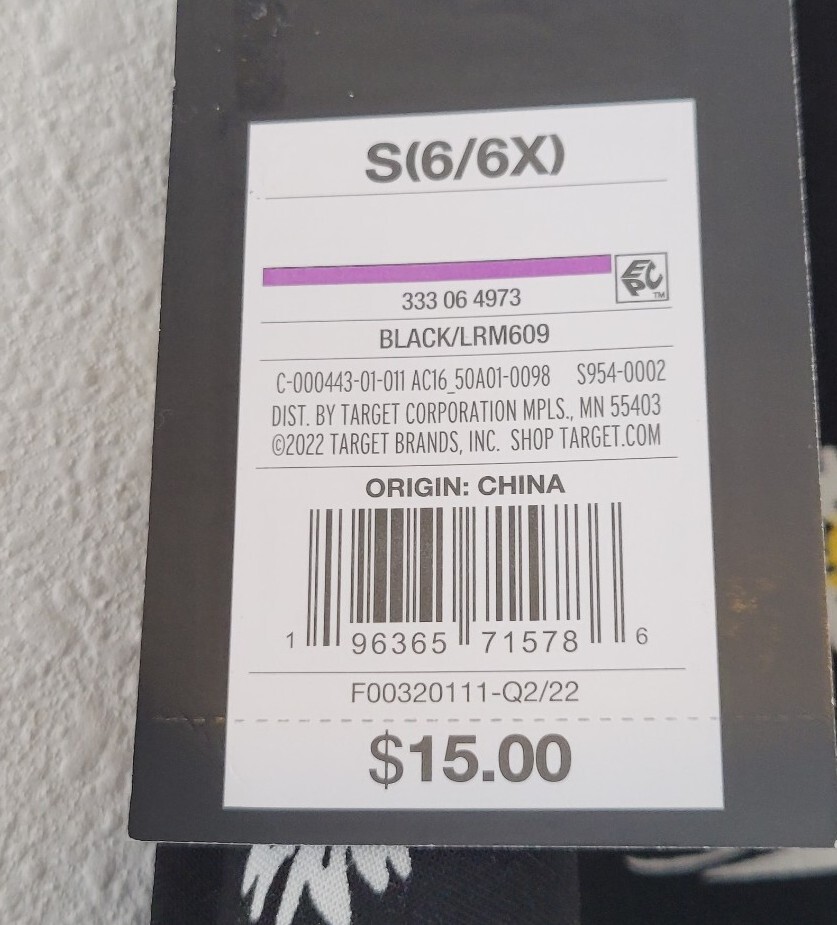 S(6/6X)
EPC
TM
333 06 4973
BLACK/LRM609
C-000443-01-011 AC16_50A01-0098 S954-0002
DIST. BY TARGET CORPORATION MPLS., MN 55403
©2022 TARGET BRANDS, INC. SHOP TARGET.COM
ORIGIN: CHINA
1 96365 71578 6
F00320111-Q2/22
$15.00